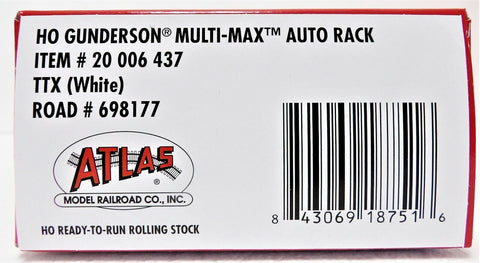 HO GUNDERSON® MULTI-MAX™ AUTO RACK
ITEM # 20 006 437
TTX (White)
ROAD # 698177
ATLAS®
MODEL RAILROAD CO., INC.
8 43069 18751 6
HO READY-TO-RUN ROLLING STOCK